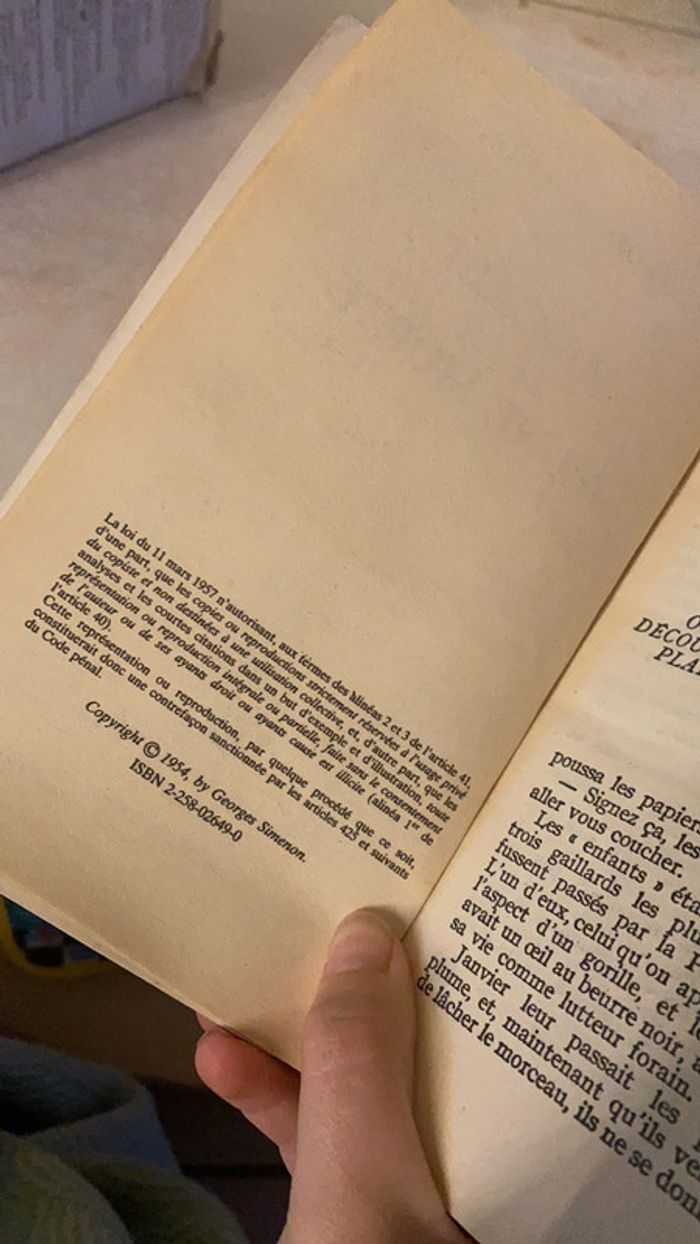 La loi du 11 mars 1957 n'autorisant, aux termes des alinéas 2 et 3 de l'article 41,
d'une part, que les copies ou reproductions strictement réservées à l'usage privé
du copiste et non destinées à une utilisation collective, et, d'autre part, que les
analyses et les courtes citations dans un but d'exemple et d'illustration, toute
représentation ou reproduction intégrale ou partielle, faite sans le consentement
de l'auteur ou de ses ayants droit ou ayants cause est illicite (alinéa 1er de
l'article 40).
Cette représentation ou reproduction, par quelque procédé que ce soit,
constituerait donc une contrefaçon sanctionnée par les articles 425 et suivants
du Code pénal.
Copyright © 1954, by Georges Simenon.
ISBN 2-258-02649-0
poussa les papiers
— Signez ça, les
aller vous coucher.
Les « enfants » éta
trois gaillards les plu
fussent passés par la
L'un d'eux, celui qu'on ap
l'aspect d'un gorille, et
avait un œil au beurre noir,
sa vie comme lutteur forain.
Janvier leur passait les
plume, et, maintenant qu'ils ve
de lâcher le morceau, ils ne se donn